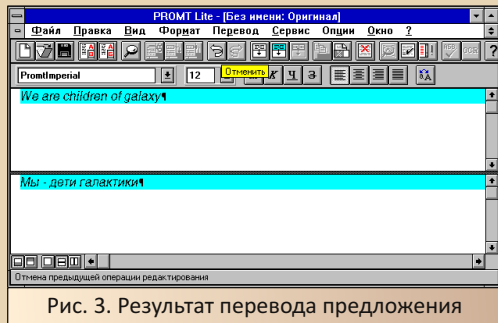 PROMT Lite - [Без имени: Оригинал]
Файл Правка Вид Формат Перевод Сервис Опции Окно ?
PromtImperial 12 Отменить К Ч З
We are children of galaxy¶
Мы - дети галактики¶
Отмена предыдущей операции редактирования
Рис. 3. Результат перевода предложения